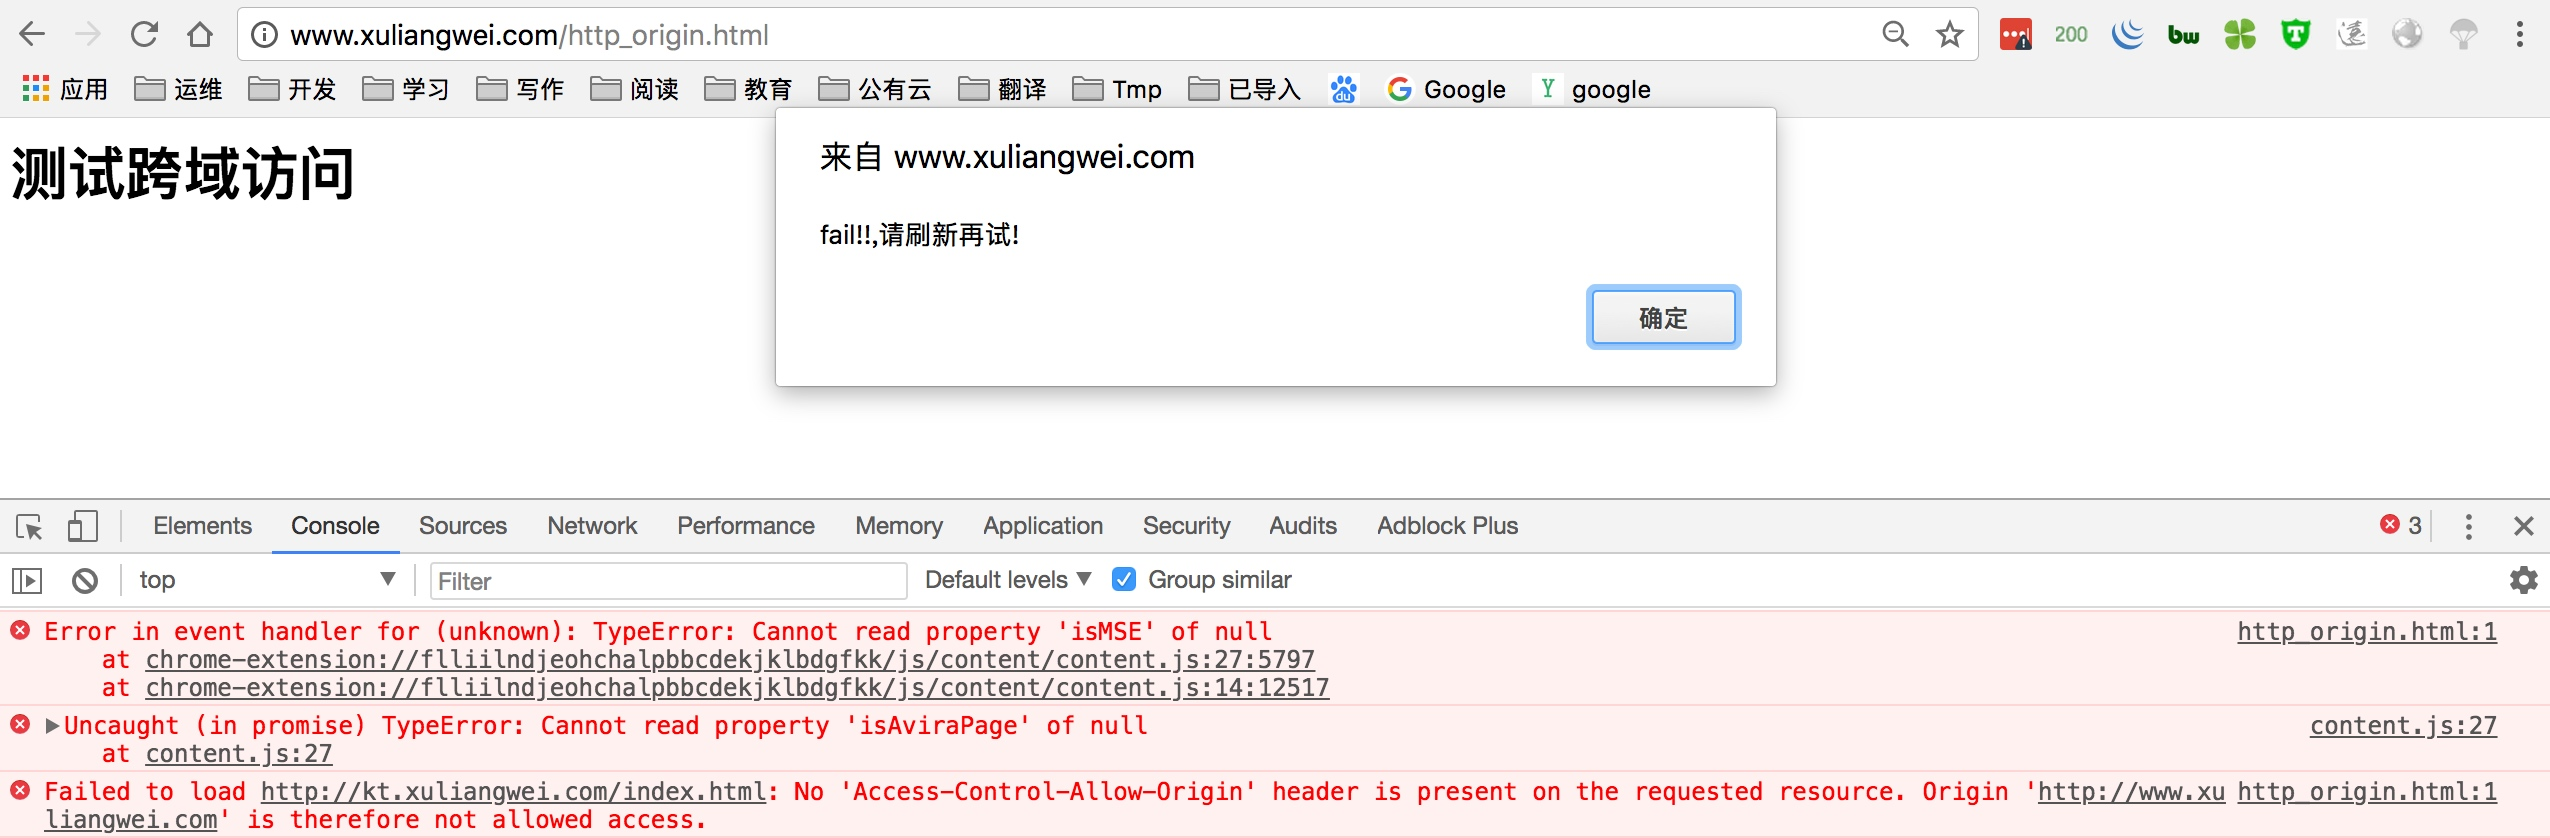 www.xuliangwei.com/http_origin.html
200 bw T
应用 运维 开发 学习 写作 阅读 教育 公有云 翻译 Tmp 已导入 du Google Y google
测试跨域访问
来自 www.xuliangwei.com
fail!!,请刷新再试!
确定
Elements Console Sources Network Performance Memory Application Security Audits Adblock Plus 3
top Filter Default levels Group similar
Error in event handler for (unknown): TypeError: Cannot read property 'isMSE' of null http_origin.html:1
at chrome-extension://flliilndjeohchalpbbcdekjklbdgfkk/js/content/content.js:27:5797
at chrome-extension://flliilndjeohchalpbbcdekjklbdgfkk/js/content/content.js:14:12517
Uncaught (in promise) TypeError: Cannot read property 'isAviraPage' of null content.js:27
at content.js:27
Failed to load http://kt.xuliangwei.com/index.html: No 'Access-Control-Allow-Origin' header is present on the requested resource. Origin 'http://www.xu http_origin.html:1
liangwei.com' is therefore not allowed access.